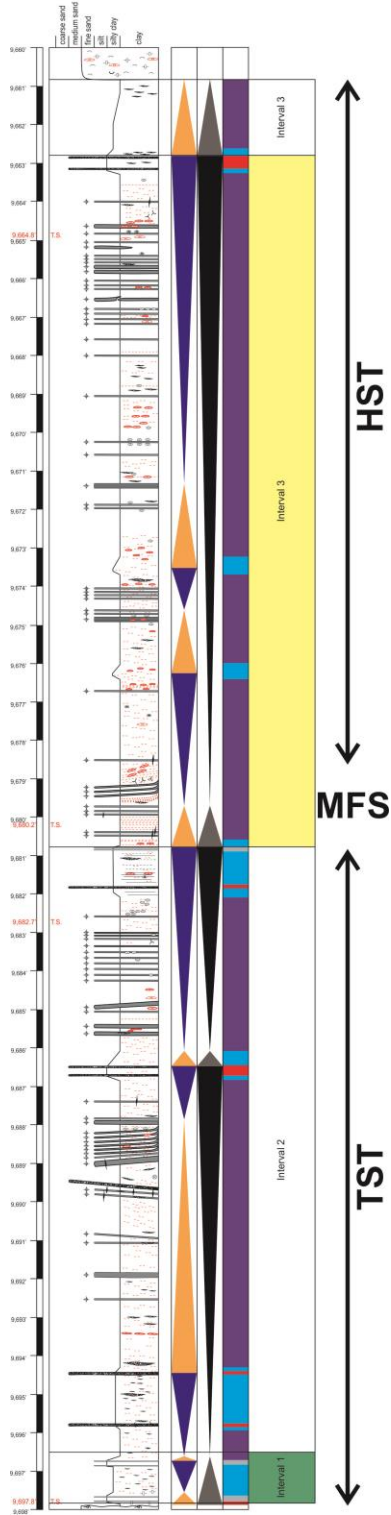 coarse sand
medium sand
fine sand
silt
silty clay
clay
9,660'
9,661'
9,662'
9,663'
9,664'
9,664.8' T.S.
9,665'
9,666'
9,667'
9,668'
9,669'
9,670'
9,671'
9,672'
9,673'
9,674'
9,675'
9,676'
9,677'
9,678'
9,679'
9,680'
9,680.2' T.S.
9,681'
9,682'
9,682.7' T.S.
9,683'
9,684'
9,685'
9,686'
9,687'
9,688'
9,689'
9,690'
9,691'
9,692'
9,693'
9,694'
9,695'
9,696'
9,697'
9,697.8' T.S.
9,698'
Interval 3
Interval 3
Interval 2
Interval 1
HST
MFS
TST